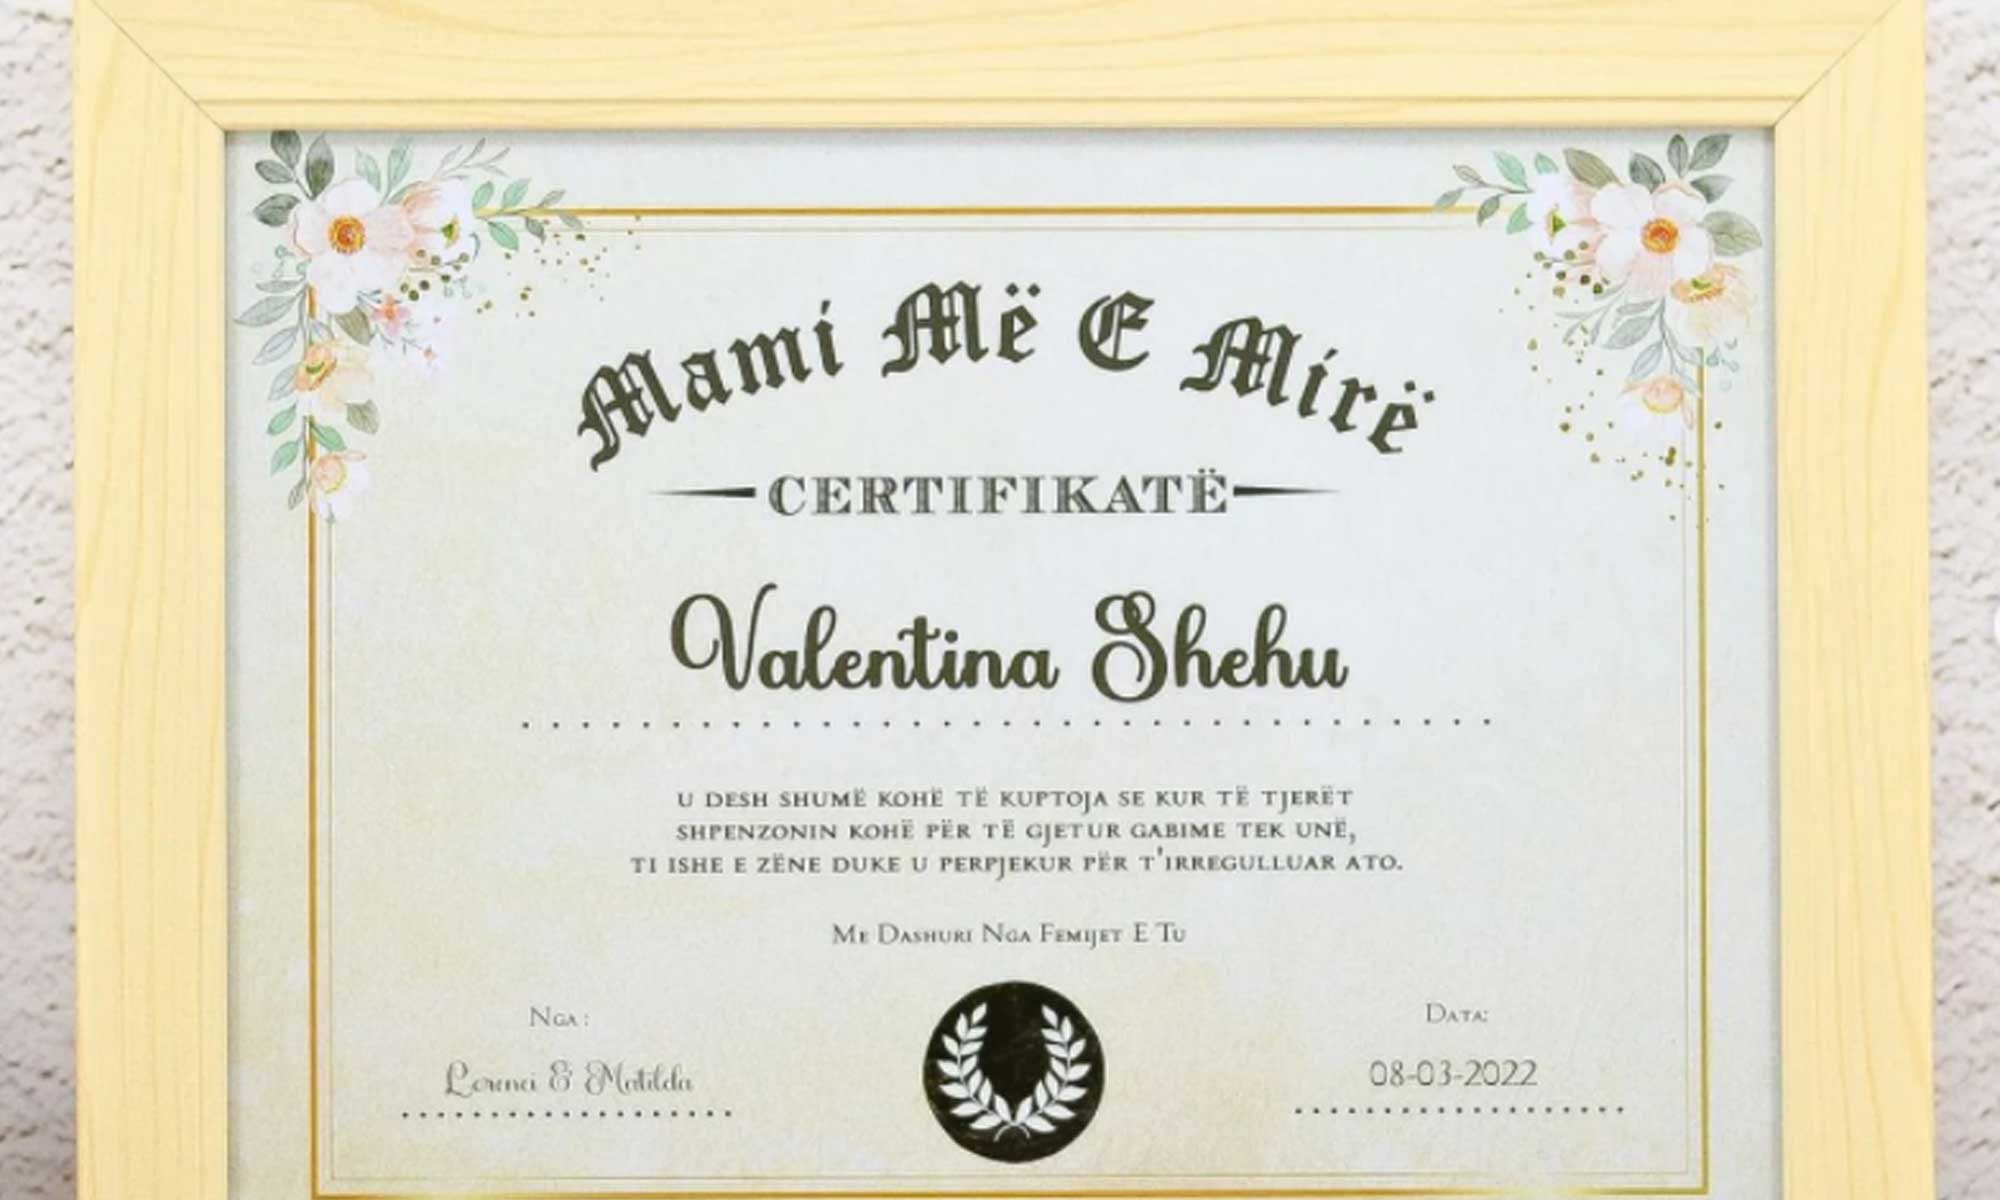 Mami Më E Mirë
CERTIFIKATË
Valentina Shehu
U DESH SHUMË KOHË TË KUPTOJA SE KUR TË TJERËT
SHPENZONIN KOHË PËR TË GJETUR GABIME TEK UNË,
TI ISHE E ZËNE DUKE U PERPJEKUR PËR T'IRREGULLUAR ATO.
Me Dashuri Nga Femijet E Tu
Nga:
Lorenci & Matilda
Data:
08-03-2022